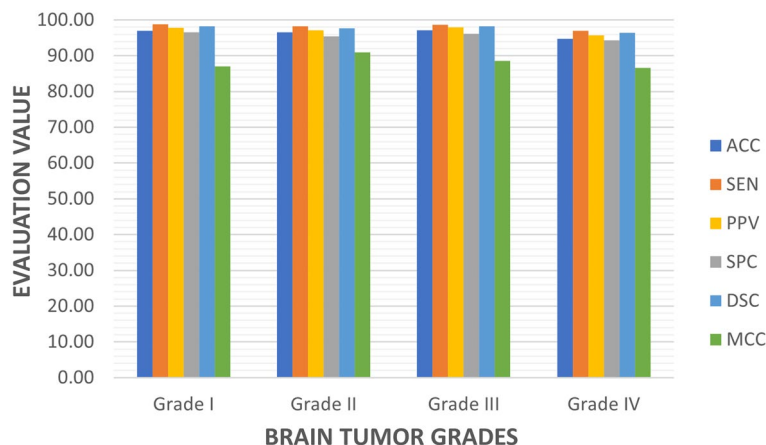 100.00
90.00
80.00
70.00
60.00
50.00
40.00
30.00
20.00
10.00
0.00
EVALUATION VALUE
Grade I
Grade II
Grade III
Grade IV
BRAIN TUMOR GRADES
ACC
SEN
PPV
SPC
DSC
MCC